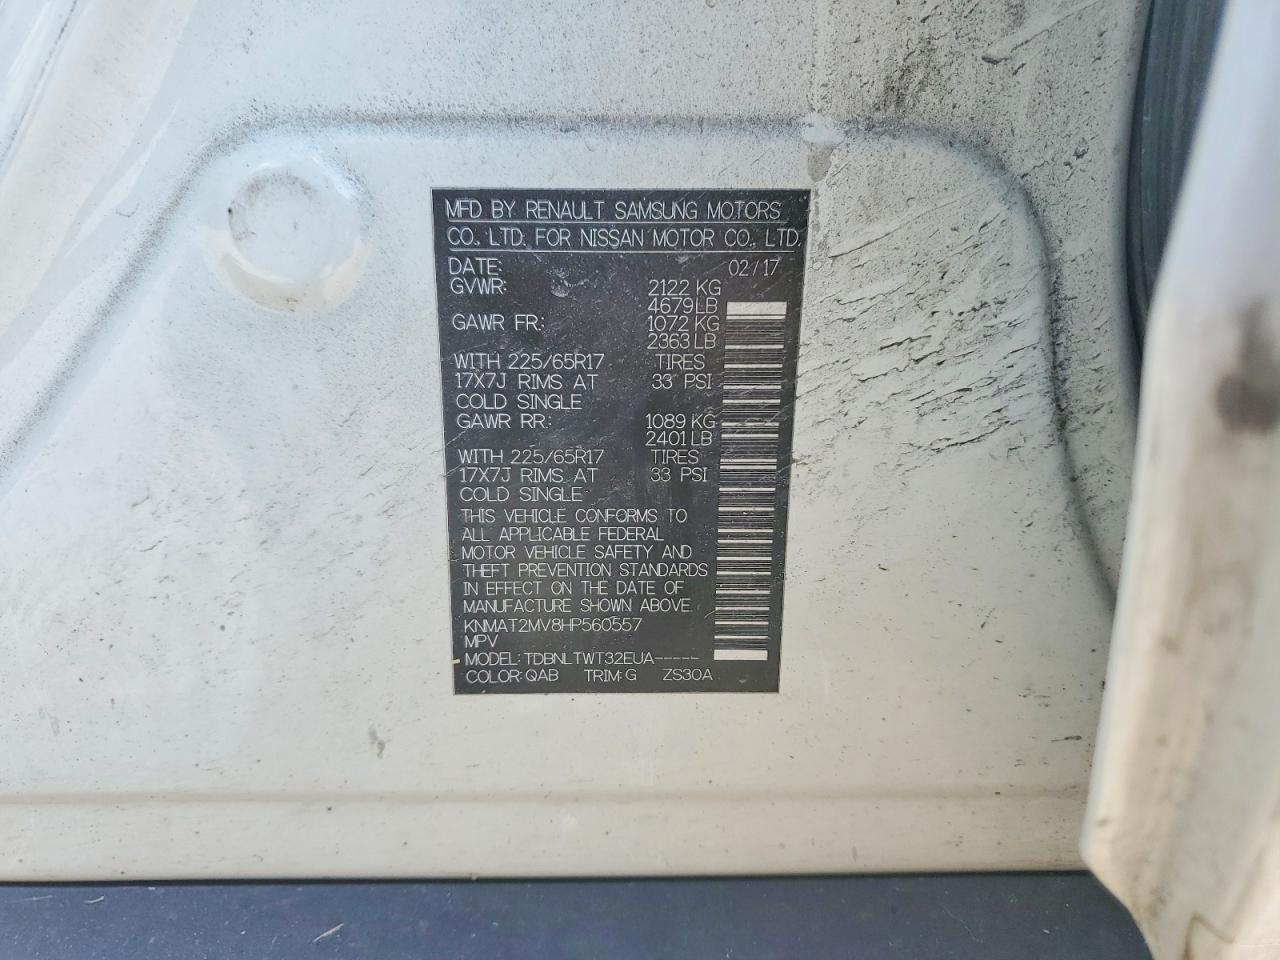 MFD BY RENAULT SAMSUNG MOTORS
CO., LTD. FOR NISSAN MOTOR CO., LTD.
DATE: 02/17
GVWR: 2122 KG
4679LB
GAWR FR: 1072 KG
2363 LB
WITH 225/65R17 TIRES
17X7J RIMS AT 33 PSI
COLD SINGLE
GAWR RR: 1089 KG
2401 LB
WITH 225/65R17 TIRES
17X7J RIMS AT 33 PSI
COLD SINGLE
THIS VEHICLE CONFORMS TO
ALL APPLICABLE FEDERAL
MOTOR VEHICLE SAFETY AND
THEFT PREVENTION STANDARDS
IN EFFECT ON THE DATE OF
MANUFACTURE SHOWN ABOVE.
KNMAT2MV8HP560557
MPV
MODEL: TDBNLTWT32EUA-----
COLOR: QAB TRIM: G ZS30A